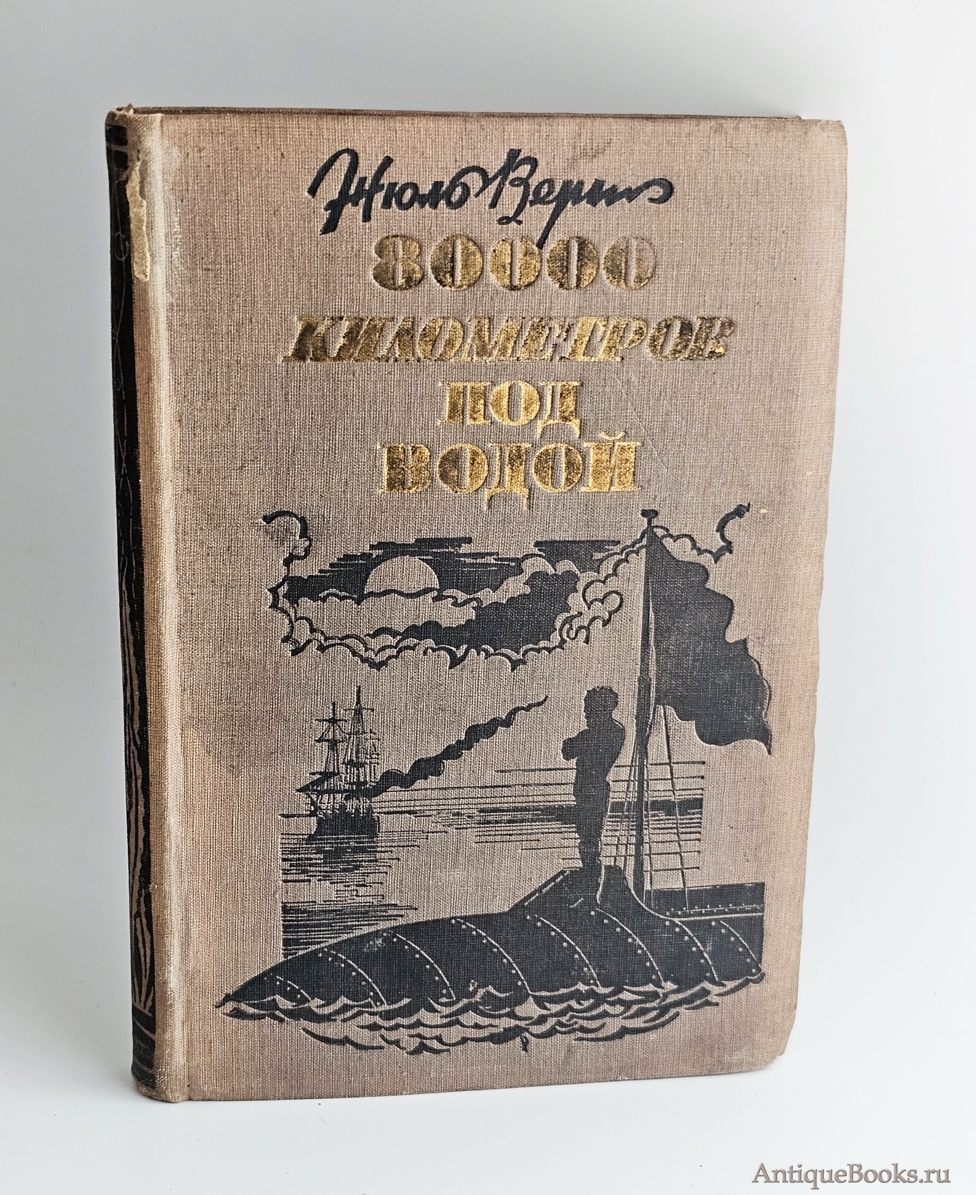 Жюль Верн
80000
КИЛОМЕТРОВ
ПОД
ВОДОЙ
AntiqueBooks.ru